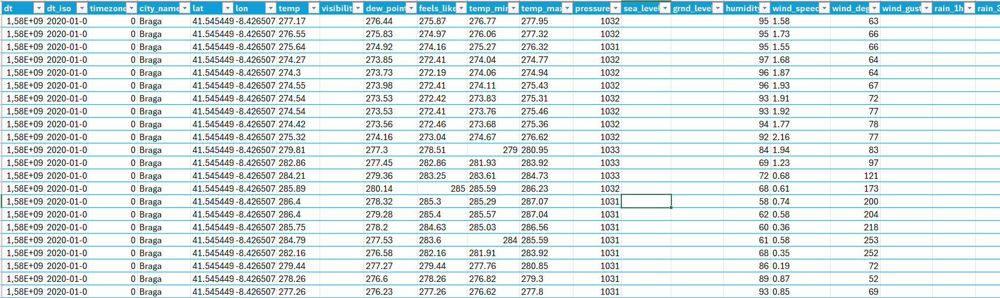 dt dt_iso timezone city_name lat lon temp visibilit dew_point feels_like temp_min temp_max pressure sea_level grnd_level humidity wind_speed wind_deg wind_gust rain_1h rain_3
1,58E+09 2020-01-0 0 Braga 41.545449 -8.426507 277.17 276.44 275.87 276.77 277.95 1032 95 1.58 63
1,58E+09 2020-01-0 0 Braga 41.545449 -8.426507 276.55 275.83 274.97 276.06 277.32 1032 95 1.73 66
1,58E+09 2020-01-0 0 Braga 41.545449 -8.426507 275.64 274.92 274.16 275.27 276.32 1031 95 1.55 66
1,58E+09 2020-01-0 0 Braga 41.545449 -8.426507 274.27 273.85 272.41 274.04 274.77 1032 97 1.68 64
1,58E+09 2020-01-0 0 Braga 41.545449 -8.426507 274.3 273.73 272.19 274.06 274.94 1032 96 1.87 64
1,58E+09 2020-01-0 0 Braga 41.545449 -8.426507 274.55 273.98 272.41 274.11 275.43 1032 96 1.93 67
1,58E+09 2020-01-0 0 Braga 41.545449 -8.426507 274.54 273.53 272.42 273.83 275.31 1032 93 1.91 72
1,58E+09 2020-01-0 0 Braga 41.545449 -8.426507 274.54 273.53 272.41 273.76 275.46 1032 93 1.92 77
1,58E+09 2020-01-0 0 Braga 41.545449 -8.426507 274.42 273.56 272.46 273.68 275.36 1032 94 1.77 78
1,58E+09 2020-01-0 0 Braga 41.545449 -8.426507 275.32 274.16 273.04 274.67 276.62 1032 92 2.16 77
1,58E+09 2020-01-0 0 Braga 41.545449 -8.426507 279.81 277.3 278.51 279 280.95 1033 84 1.94 83
1,58E+09 2020-01-0 0 Braga 41.545449 -8.426507 282.86 277.45 282.86 281.93 283.92 1033 69 1.23 97
1,58E+09 2020-01-0 0 Braga 41.545449 -8.426507 284.21 279.36 283.25 283.61 284.73 1033 72 0.68 121
1,58E+09 2020-01-0 0 Braga 41.545449 -8.426507 285.89 280.14 285 285.59 286.23 1032 68 0.61 173
1,58E+09 2020-01-0 0 Braga 41.545449 -8.426507 286.4 278.32 285.3 285.29 287.07 1031 58 0.74 200
1,58E+09 2020-01-0 0 Braga 41.545449 -8.426507 286.4 279.28 285.4 285.57 287.04 1031 62 0.58 204
1,58E+09 2020-01-0 0 Braga 41.545449 -8.426507 285.75 278.2 284.63 285.03 286.56 1031 60 0.36 218
1,58E+09 2020-01-0 0 Braga 41.545449 -8.426507 284.79 277.53 283.6 284 285.59 1031 61 0.58 253
1,58E+09 2020-01-0 0 Braga 41.545449 -8.426507 282.16 276.58 282.16 281.91 283.92 1031 68 0.35 252
1,58E+09 2020-01-0 0 Braga 41.545449 -8.426507 279.44 277.27 279.44 277.76 280.85 1031 86 0.19 72
1,58E+09 2020-01-0 0 Braga 41.545449 -8.426507 278.26 276.6 278.26 276.82 279.3 1031 89 0.87 52
1,58E+09 2020-01-0 0 Braga 41.545449 -8.426507 277.26 276.23 277.26 276.62 277.8 1031 93 0.85 69